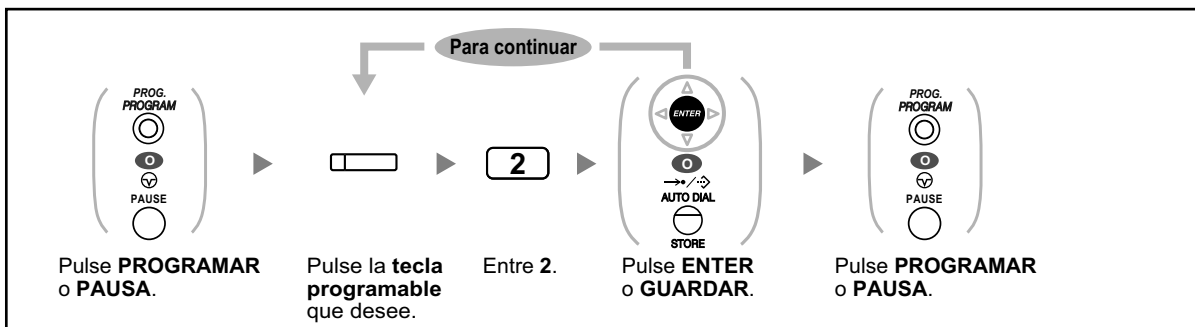 Para continuar
PROG.
PROGRAM
O
PAUSE
2
ENTER
O
AUTO DIAL
STORE
PROG.
PROGRAM
O
PAUSE
Pulse PROGRAMAR
o PAUSA.
Pulse la tecla
programable
que desee.
Entre 2.
Pulse ENTER
o GUARDAR.
Pulse PROGRAMAR
o PAUSA.